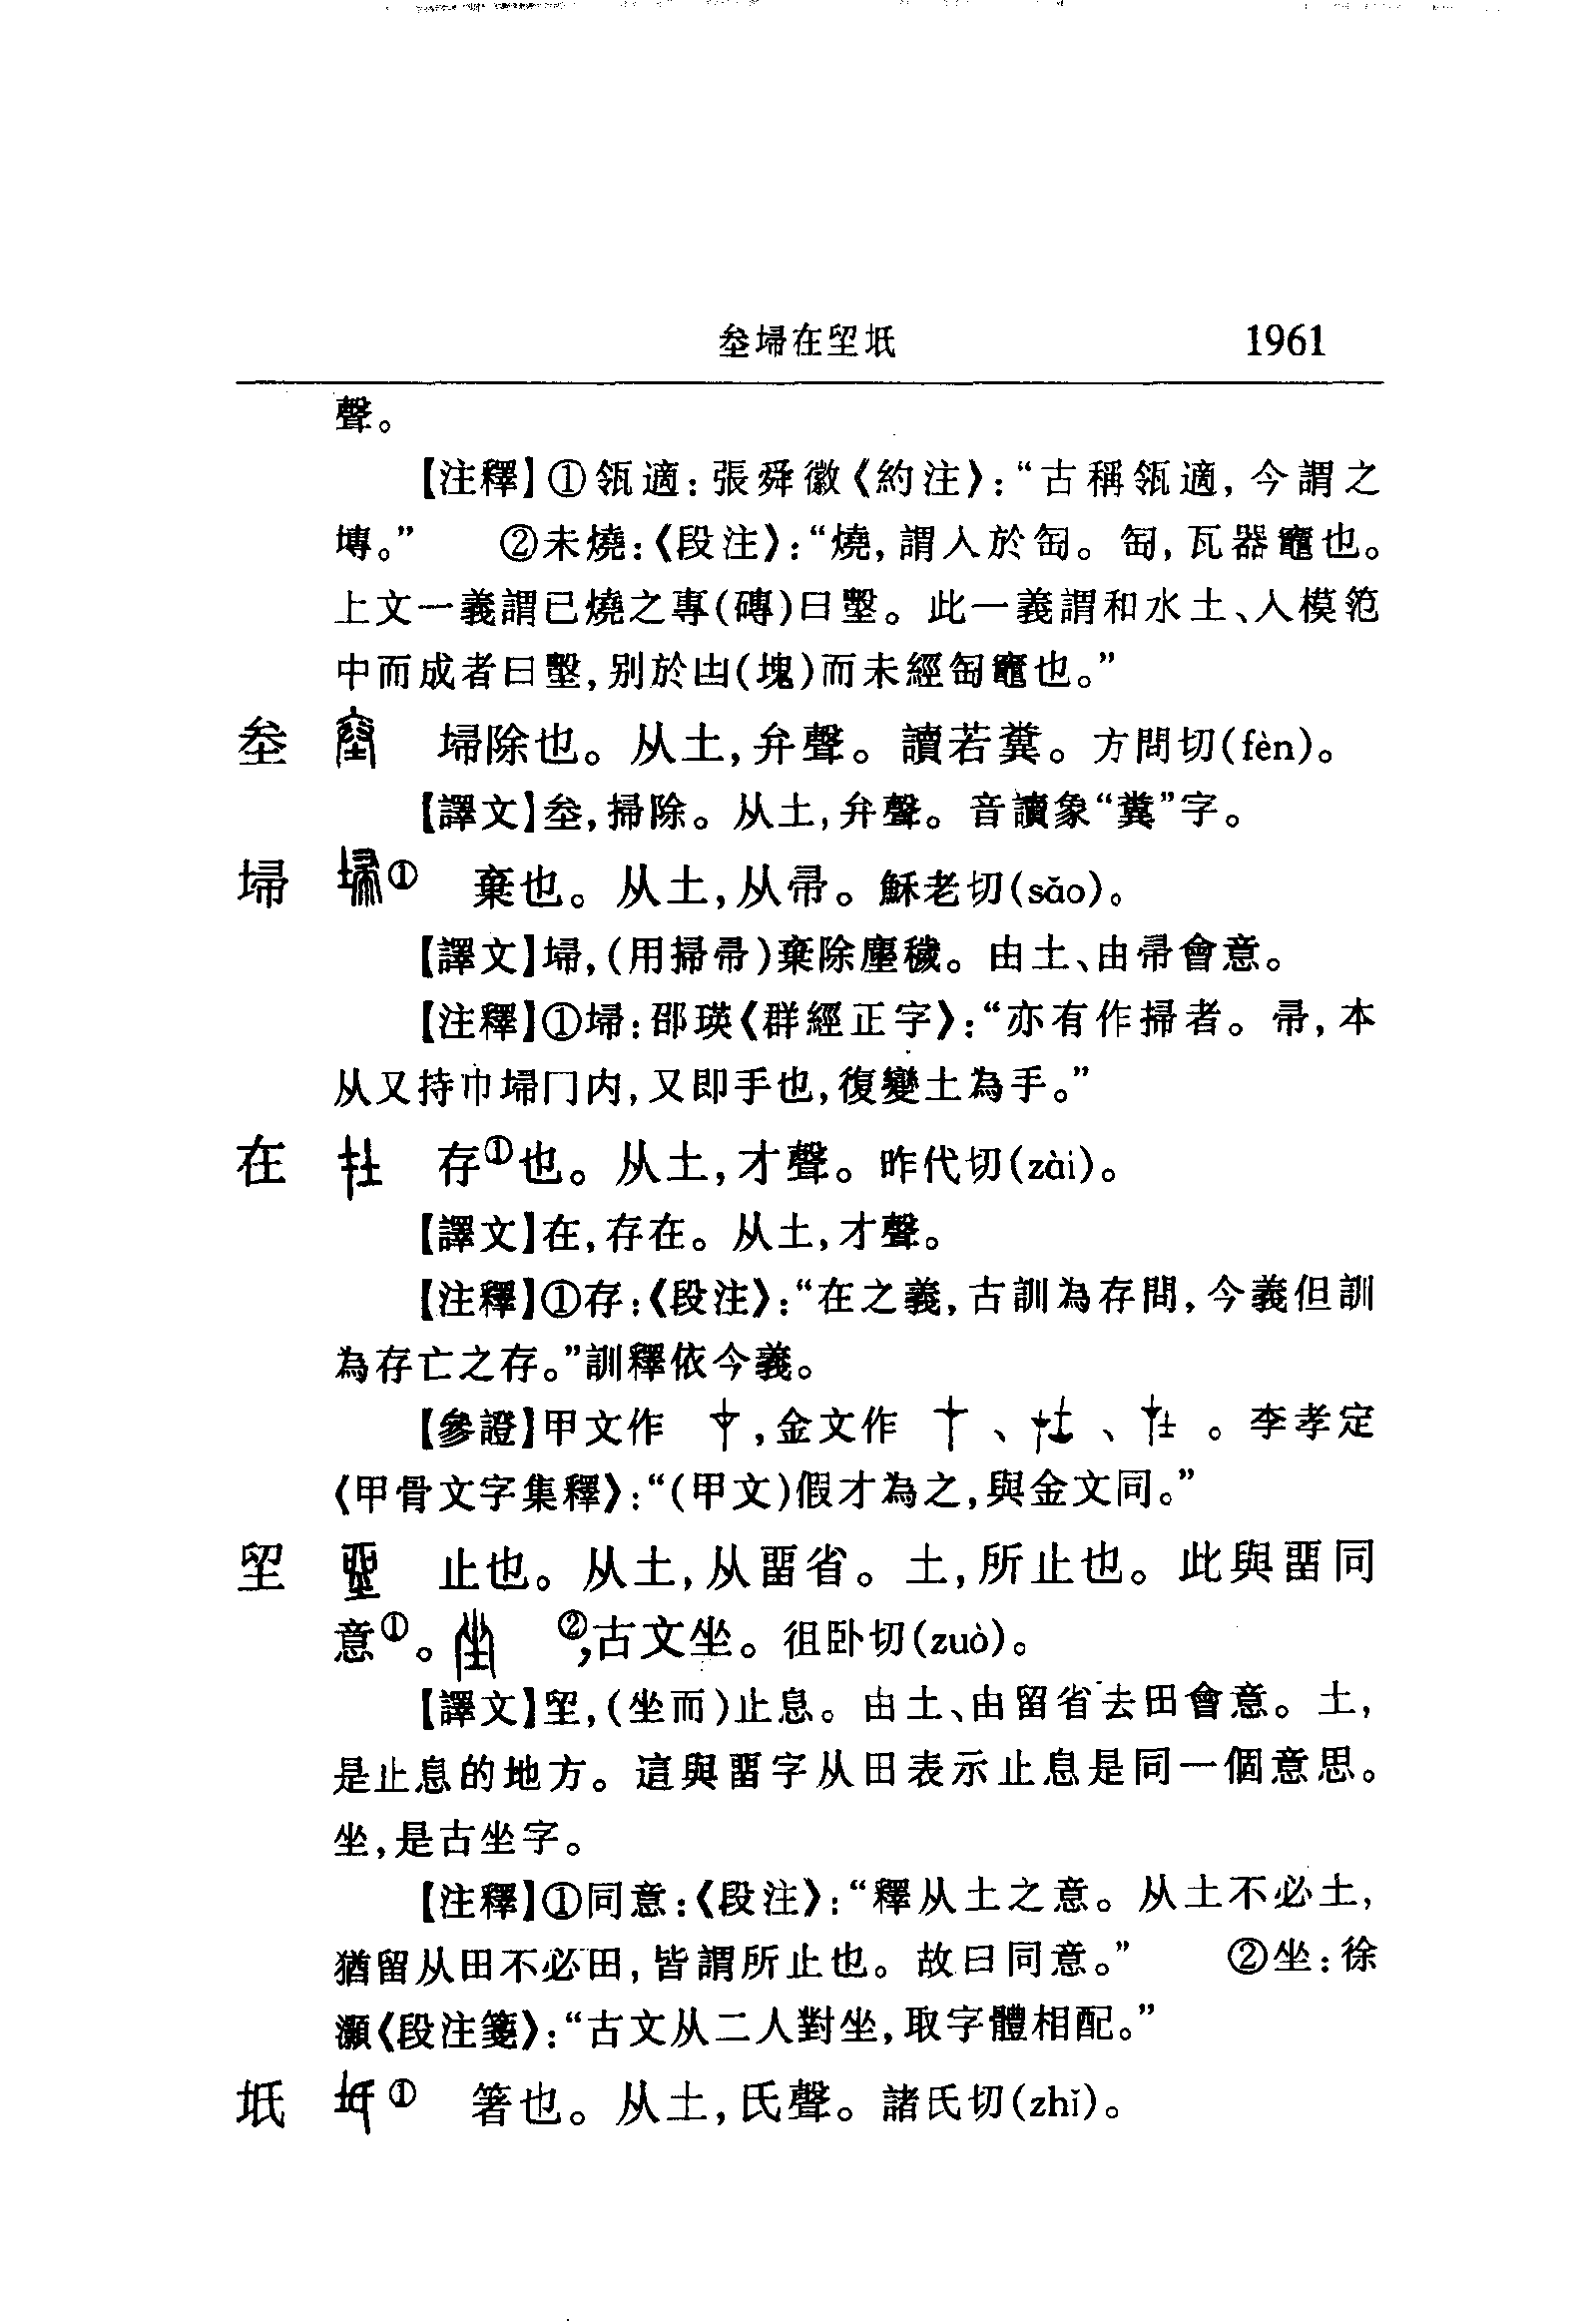 坌埽在坐坁 1961
聲。
【注釋】①瓴適:張舜徽《約注》:“古稱瓴適,今謂之
塼。” ②未燒:《段注》:“燒,謂入於匋。匋,瓦器竈也。
上文一義謂已燒之專(磚)曰墼。此一義謂和水土、入模笵
中而成者曰墼,别於凷(塊)而未經匋竈也。”
埽除也。从土,弁聲。讀若糞。方問切(fèn)。
【譯文】,掃除。从土,弁聲。音讀象“糞”字。
埽 ① 棄也。从土,从帚。穌老切(sǎo)。
【譯文】埽,(用掃帚)棄除塵穢。由土、由帚會意。
【注釋】①埽:邵瑛《群經正字》:“亦有作掃者。帚,本
从又持巾埽冂内,又即手也,復變土為手。”
在 存①也。从土,才聲。昨代切(zài)。
【譯文】在,存在。从土,才聲。
【注釋】①存:《段注》:“在之義,古訓為存問,今義但訓
為存亡之存。”訓釋依今義。
【參證】甲文作 ,金文作 、 、 。李孝定
《甲骨文字集釋》:“(甲文)假才為之,與金文同。”
㘴 止也。从土,从畱省。土,所止也。此與畱同
意①。 ②,古文坐。徂卧切(zuò)。
【譯文】㘴,(坐而)止息。由土、由留省去田會意。土,
是止息的地方。這與畱字从田表示止息是同一個意思。
坐,是古坐字。
【注釋】①同意:《段注》:“釋从土之意。从土不必土,
猶留从田不必田,皆謂所止也。故曰同意。” ②坐:徐
灝《段注箋》:“古文从二人對坐,取字體相配。”
坁 ① 箸也。从土,氏聲。諸氏切(zhǐ)。